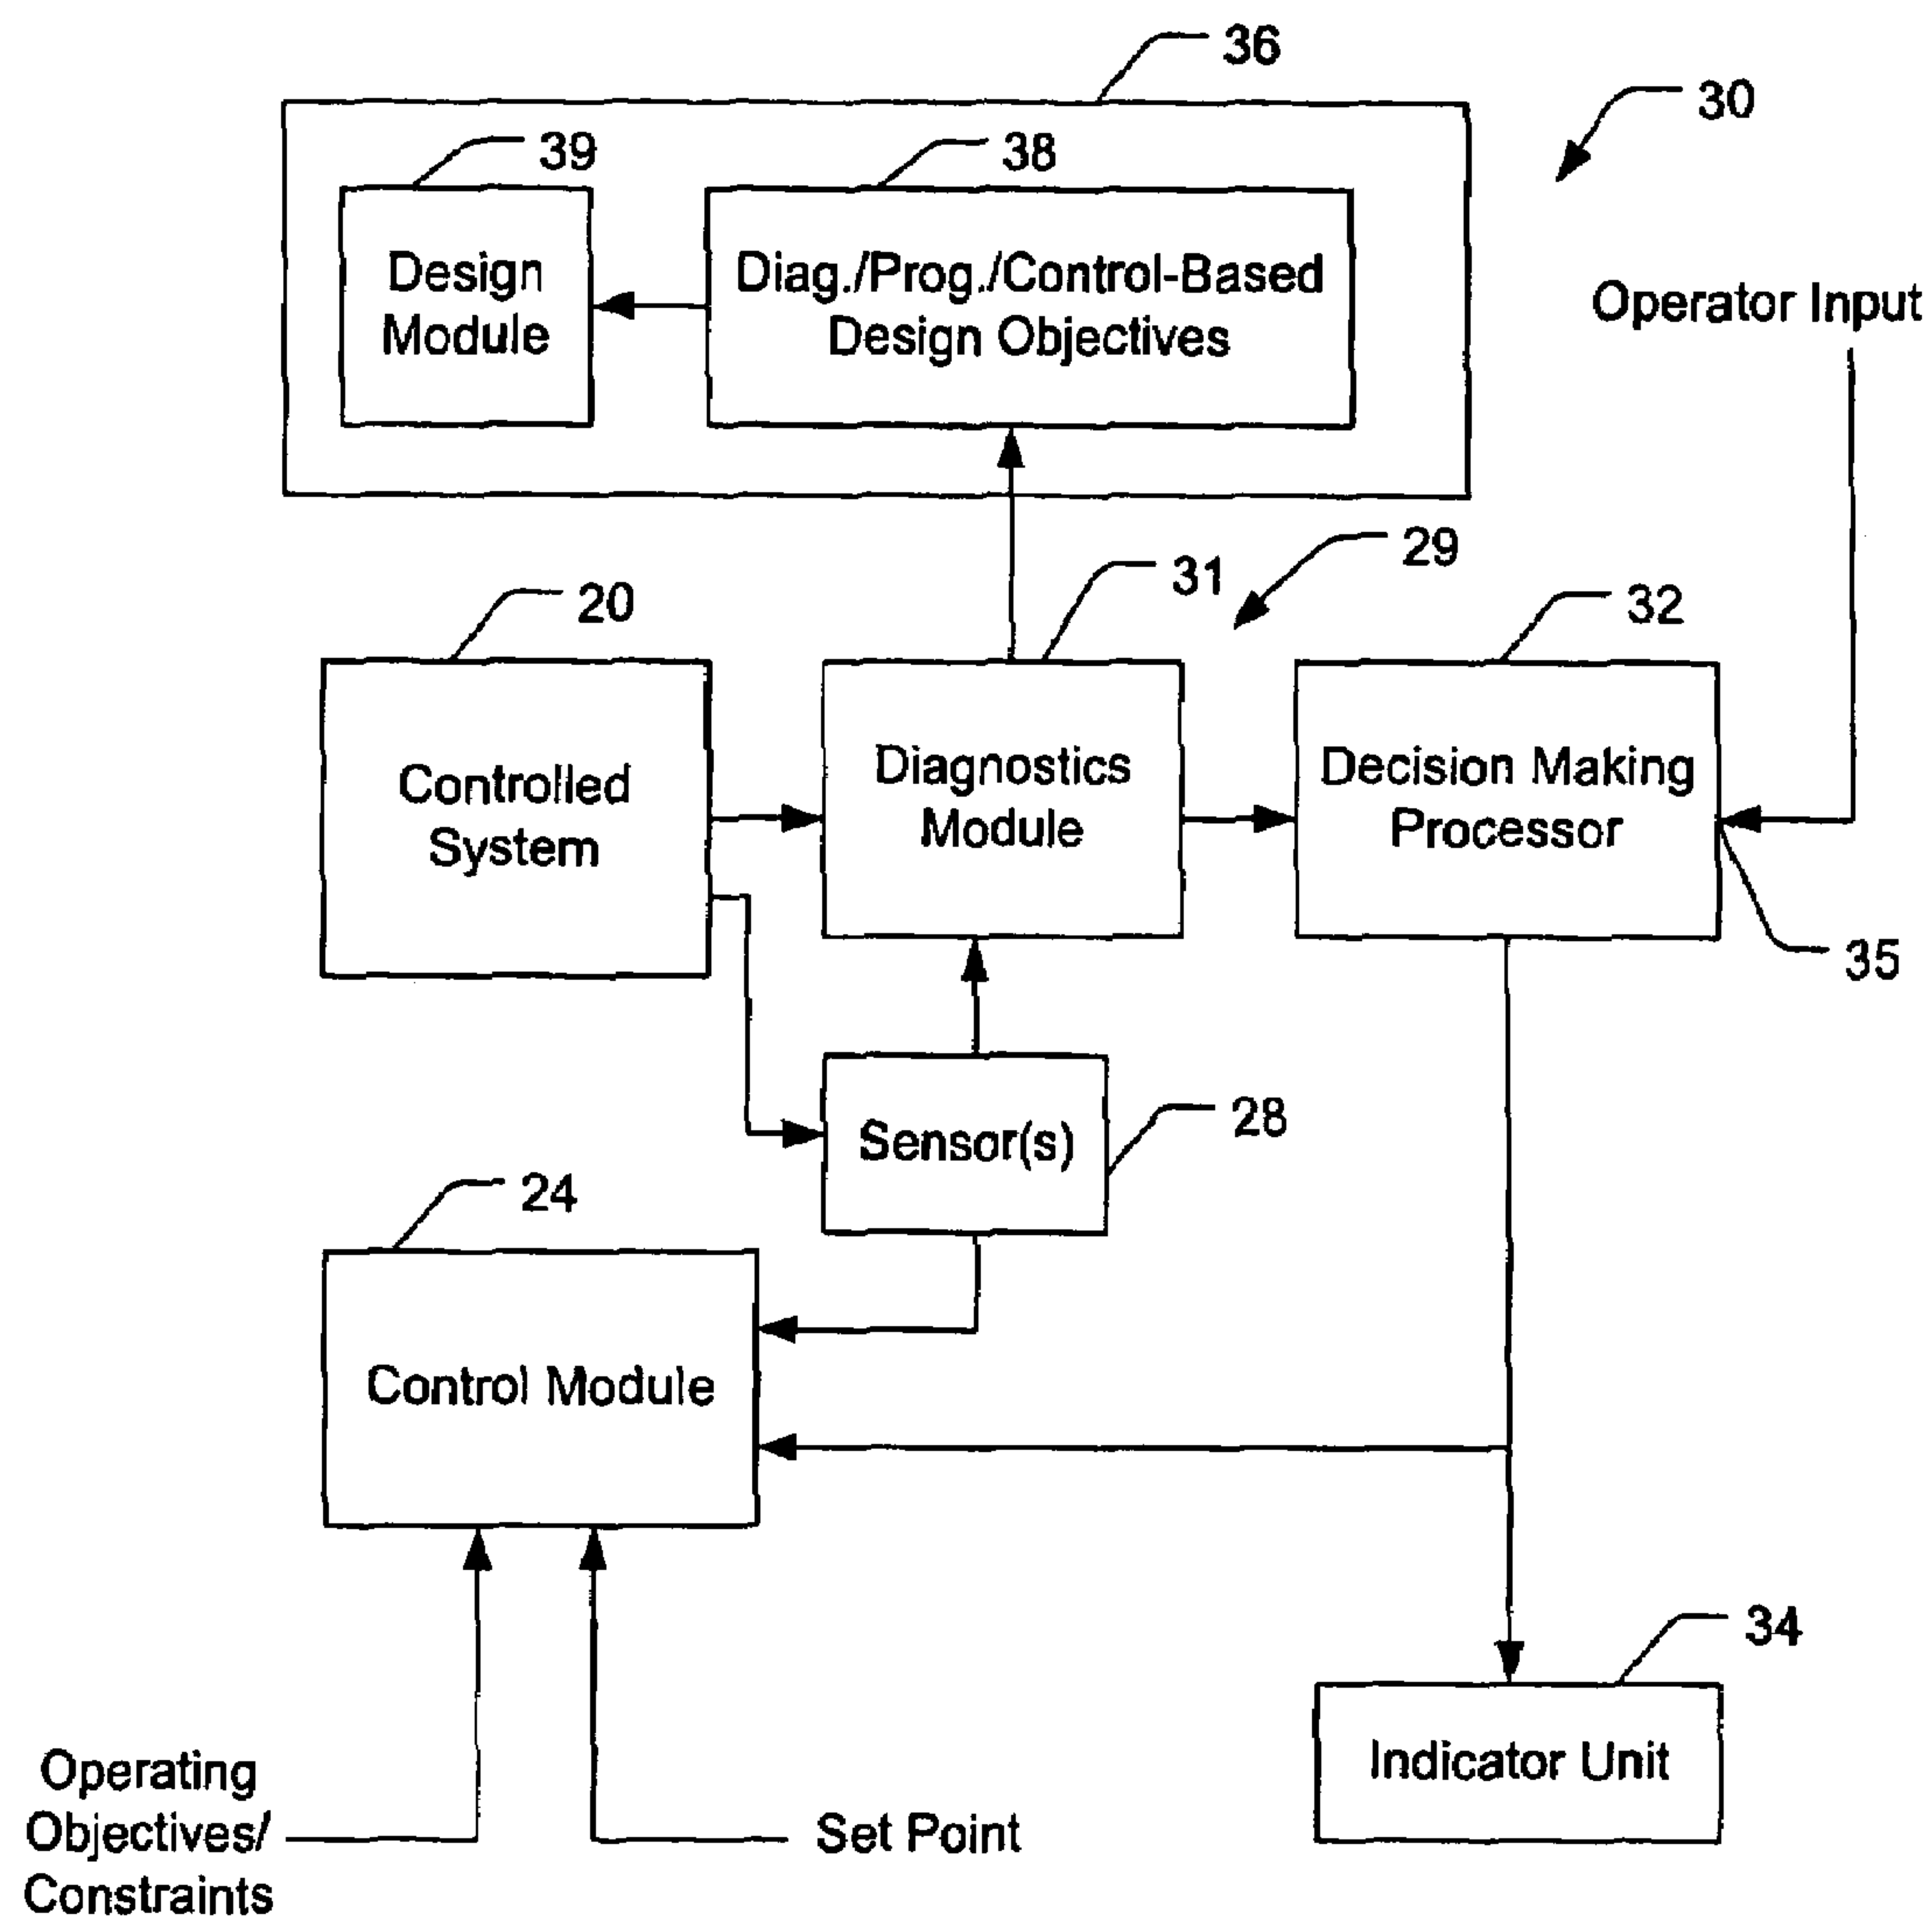 36
30
39
38
Design
Module
Diag./Prog./Control-Based
Design Objectives
Operator Input
29
31
20
32
Controlled
System
Diagnostics
Module
Decision Making
Processor
35
Sensor(s)
28
24
Control Module
34
Indicator Unit
Operating
Objectives/
Constraints
Set Point